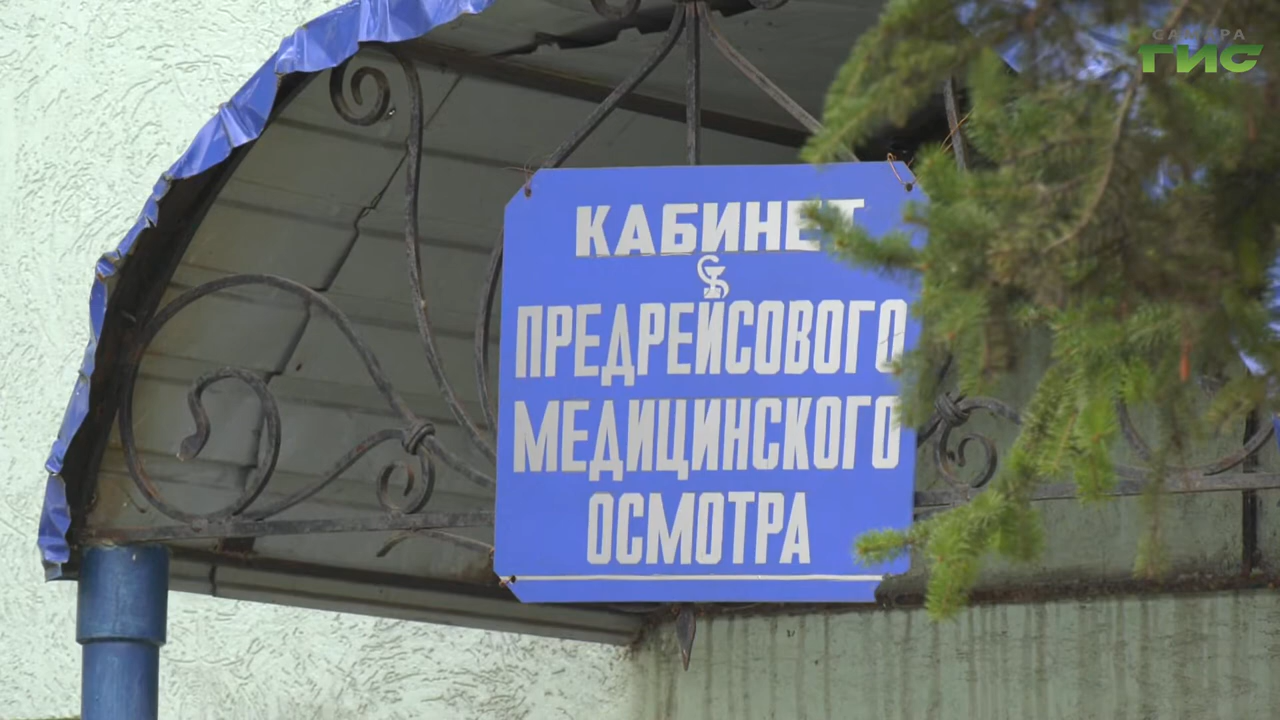 САМАРА
ГИС
КАБИНЕТ
ПРЕДРЕЙСОВОГО
МЕДИЦИНСКОГО
ОСМОТРА